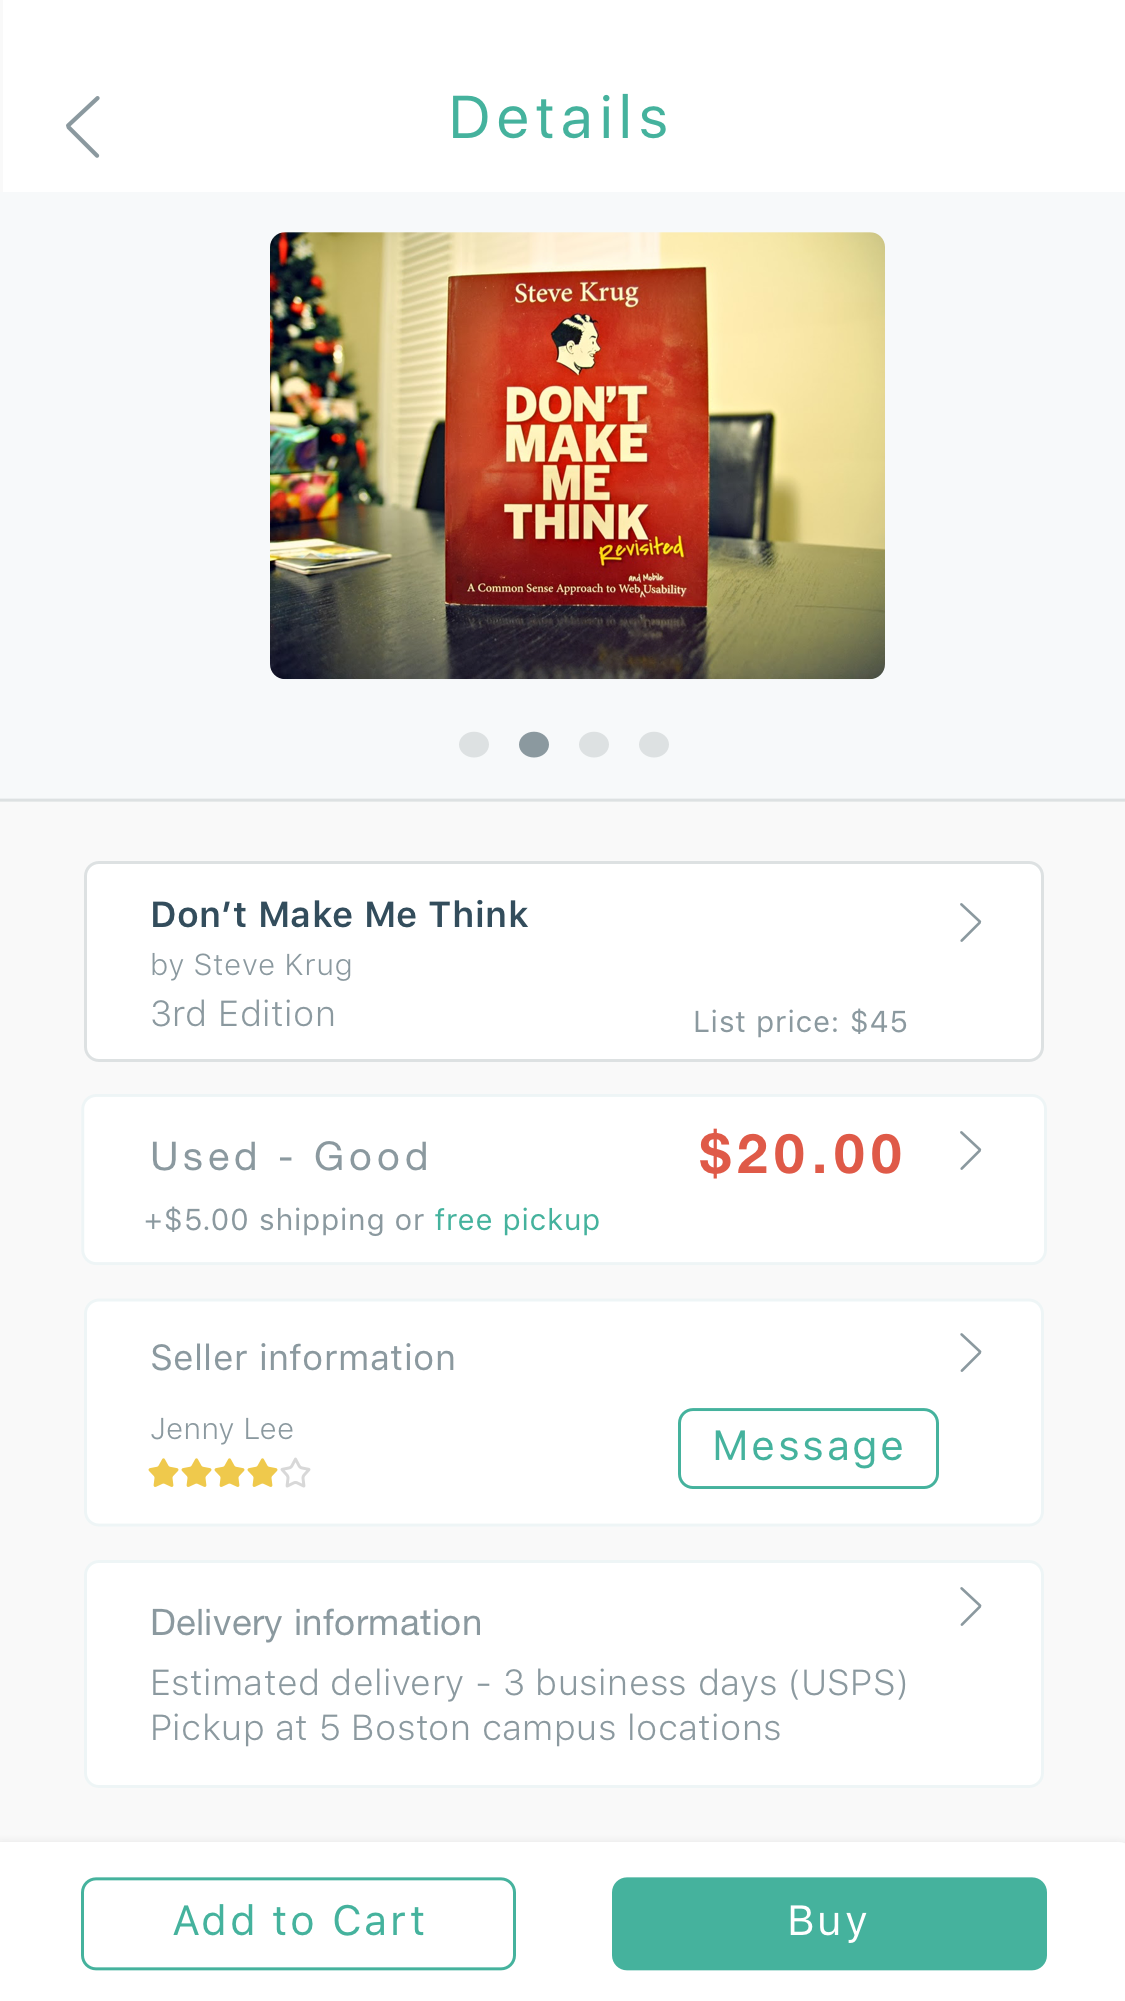 Details
Steve Krug
DON'T
MAKE
ME
THINK
Revisited
and Mobile
A Common Sense Approach to Web Usability
Don’t Make Me Think
by Steve Krug
3rd Edition
List price: $45
Used - Good
$20.00
+$5.00 shipping or free pickup
Seller information
Jenny Lee
Message
Delivery information
Estimated delivery - 3 business days (USPS)
Pickup at 5 Boston campus locations
Add to Cart
Buy